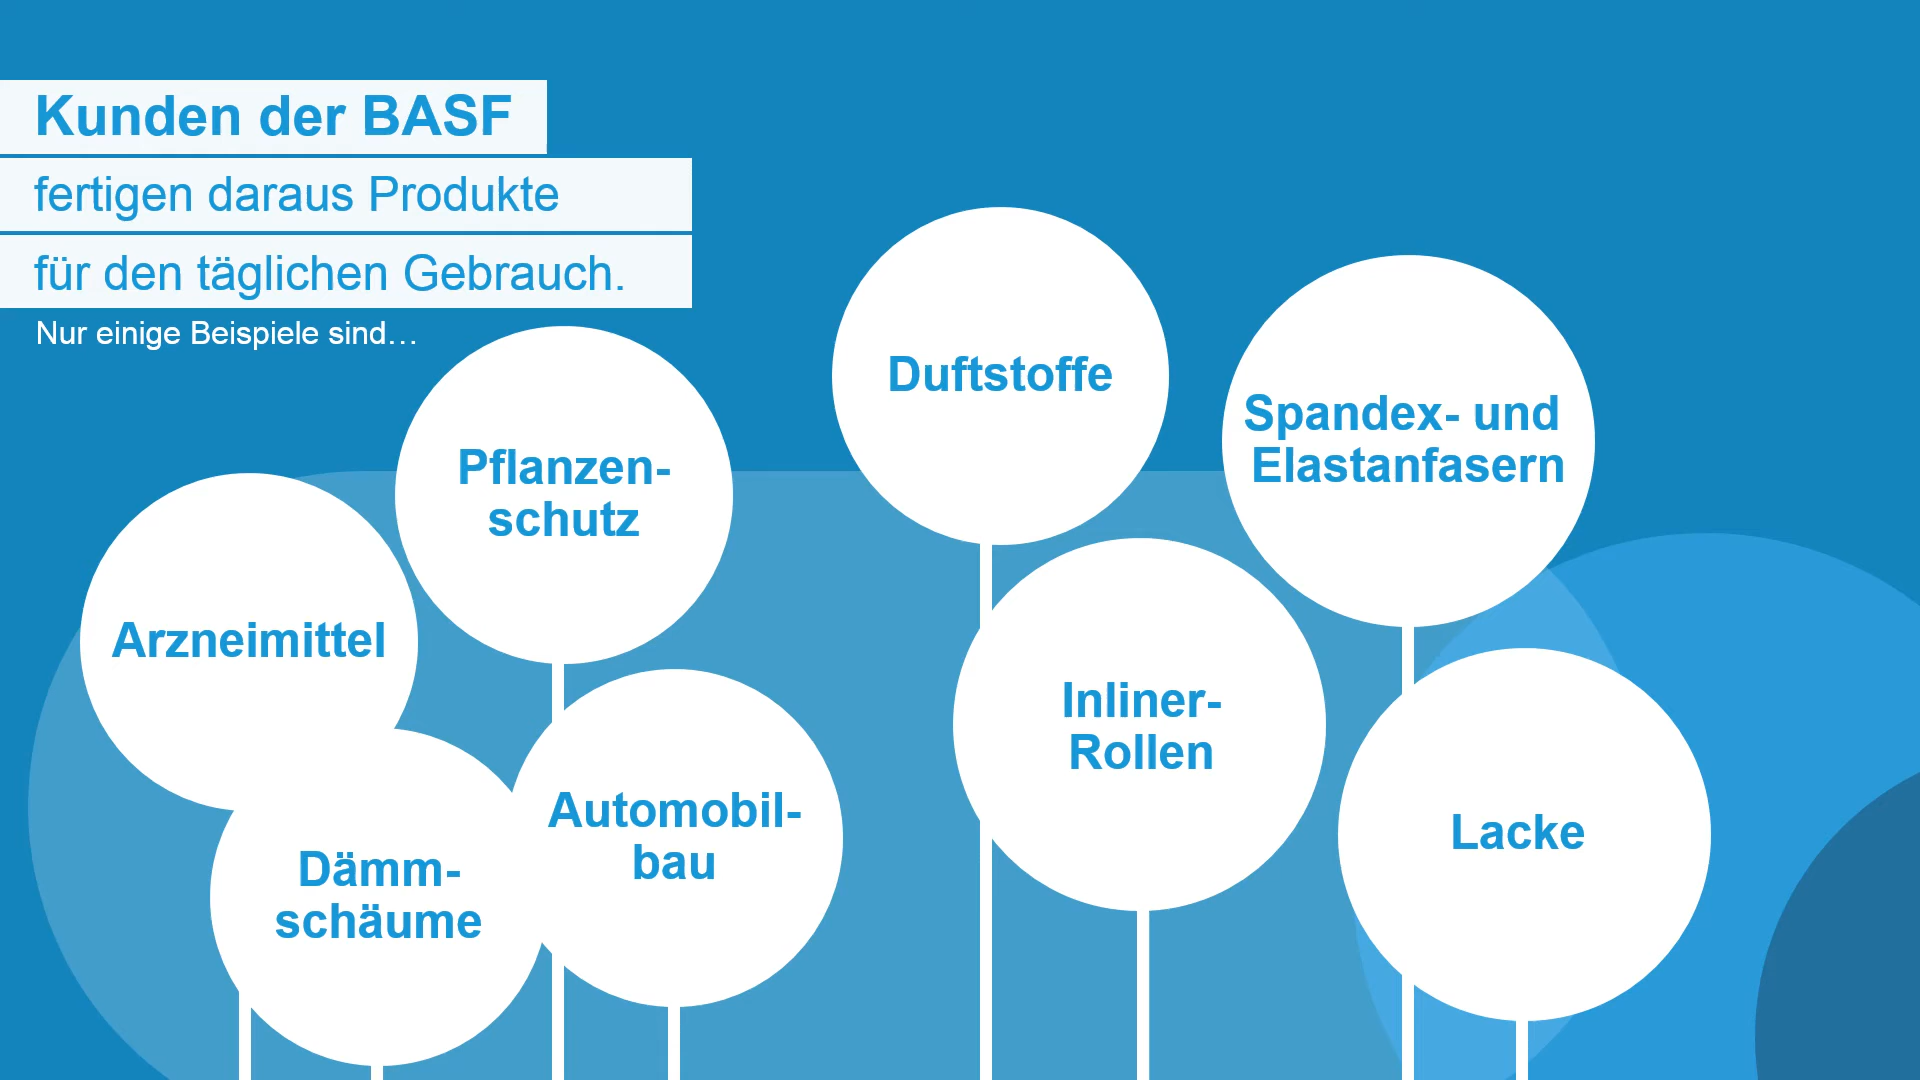 Kunden der BASF
fertigen daraus Produkte
für den täglichen Gebrauch.
Nur einige Beispiele sind…
Arzneimittel
Pflanzen-
schutz
Dämm-
schäume
Automobil-
bau
Duftstoffe
Inliner-
Rollen
Spandex- und
Elastanfasern
Lacke